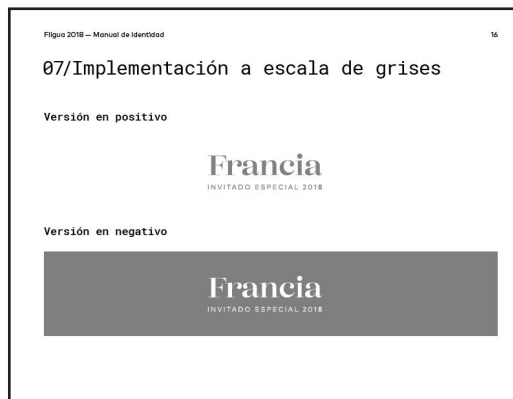 Filgua 2018 — Manual de Identidad 16
07/Implementación a escala de grises
Versión en positivo
Francia
INVITADO ESPECIAL 2018
Versión en negativo
Francia
INVITADO ESPECIAL 2018